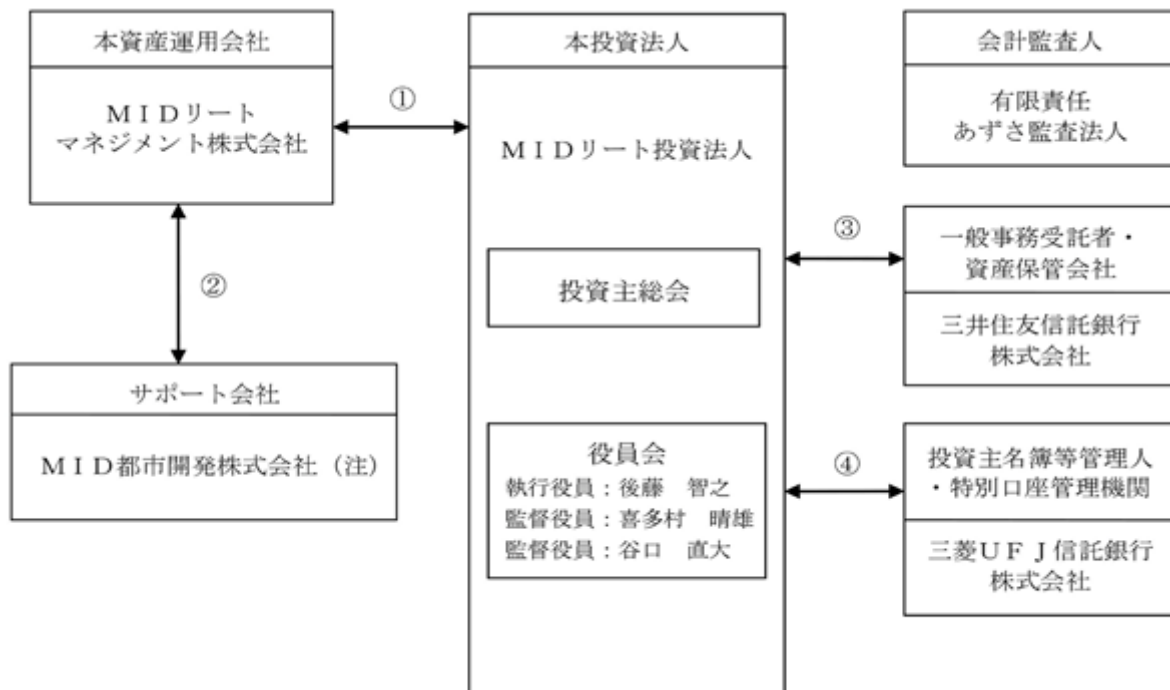 本資産運用会社
ＭＩＤリート
マネジメント株式会社
①
②
サポート会社
ＭＩＤ都市開発株式会社（注）
本投資法人
ＭＩＤリート投資法人
投資主総会
役員会
執行役員：後藤　智之
監督役員：喜多村　晴雄
監督役員：谷口　直大
会計監査人
有限責任
あずさ監査法人
③
一般事務受託者・
資産保管会社
三井住友信託銀行
株式会社
④
投資主名簿等管理人
・特別口座管理機関
三菱ＵＦＪ信託銀行
株式会社